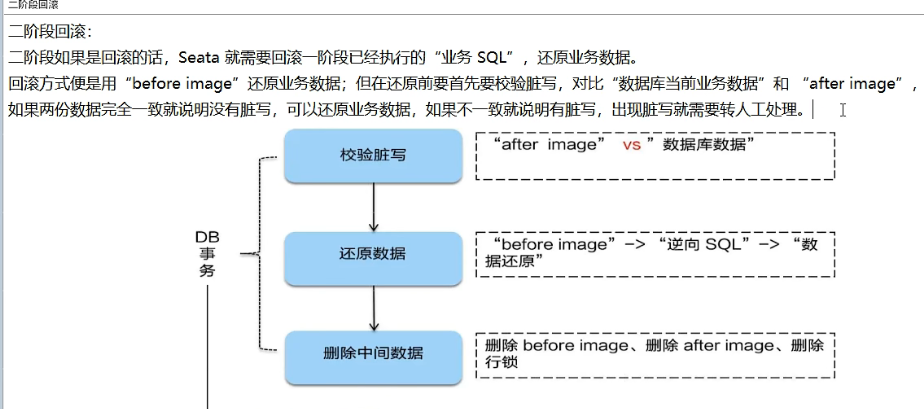 二阶段回滚
二阶段回滚：
二阶段如果是回滚的话，Seata 就需要回滚一阶段已经执行的“业务 SQL”，还原业务数据。
回滚方式便是用“before image”还原业务数据；但在还原前要首先要校验脏写，对比“数据库当前业务数据”和 “after image”，
如果两份数据完全一致就说明没有脏写，可以还原业务数据，如果不一致就说明有脏写，出现脏写就需要转人工处理。
校验脏写
“after image” vs ” 数据库数据”
DB
事
务
还原数据
“before image”–> “逆向 SQL”–> “数
据还原”
删除中间数据
删除 before image、删除 after image、删除
行锁